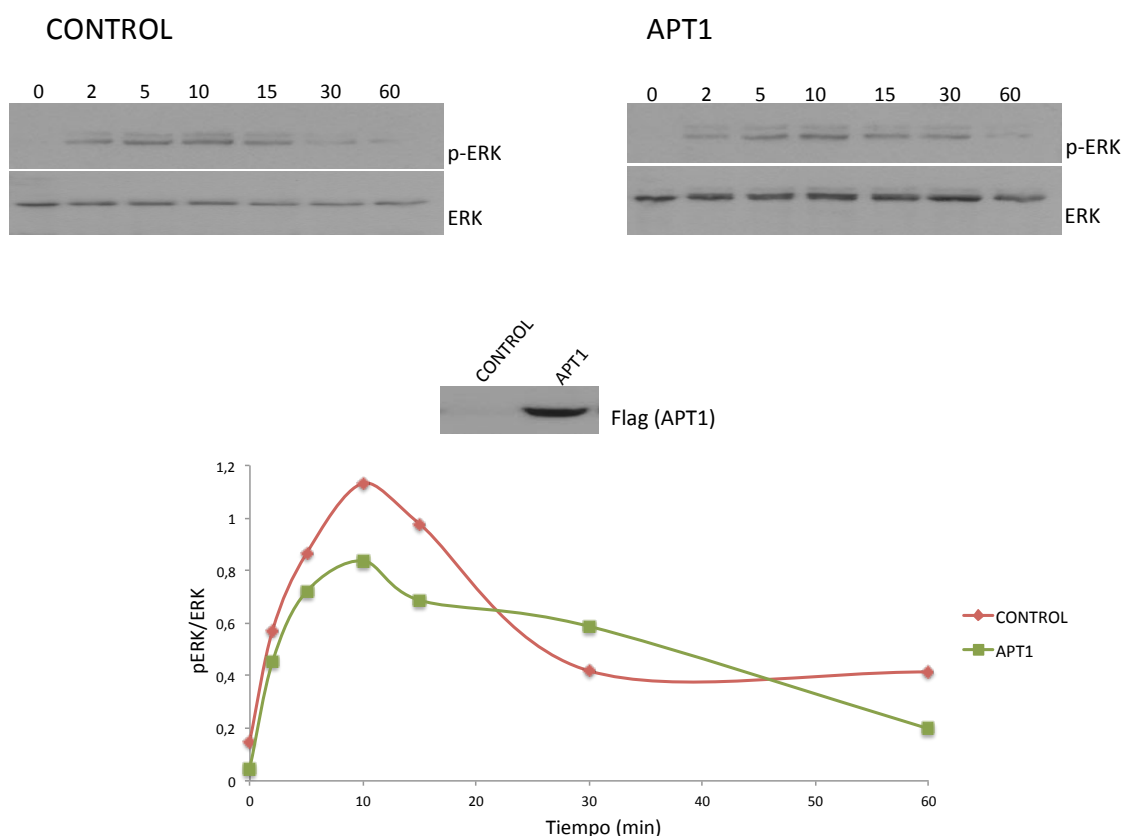 CONTROL
APT1
0 2 5 10 15 30 60
p-ERK
ERK
0 2 5 10 15 30 60
p-ERK
ERK
CONTROL
APT1
Flag (APT1)
pERK/ERK
1,2
1
0,8
0,6
0,4
0,2
0
0 10 20 30 40 50 60
Tiempo (min)
CONTROL
APT1